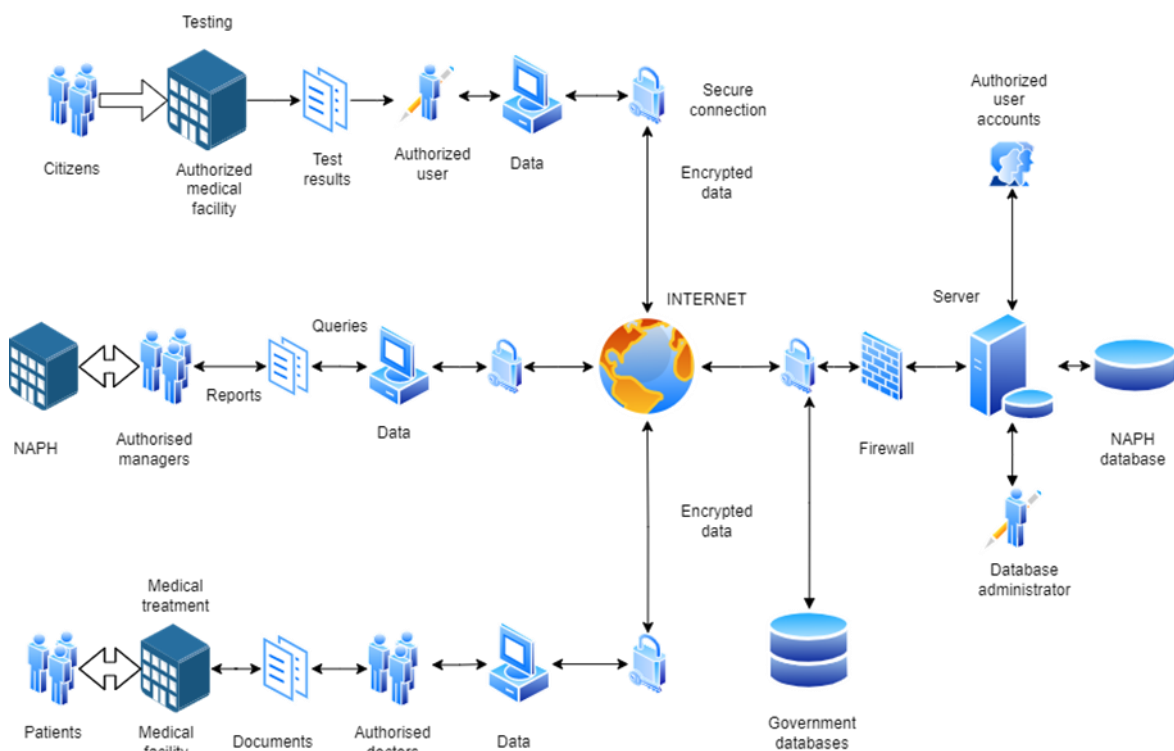 Testing
Citizens
Authorized
medical
facility
Test
results
Authorized
user
Data
Secure
connection
Encrypted
data
Authorized
user
accounts
INTERNET
Server
Queries
Reports
NAPH
Authorised
managers
Data
Firewall
NAPH
database
Encrypted
data
Database
administrator
Medical
treatment
Patients
Medical
facility
Documents
Authorised
doctors
Data
Government
databases